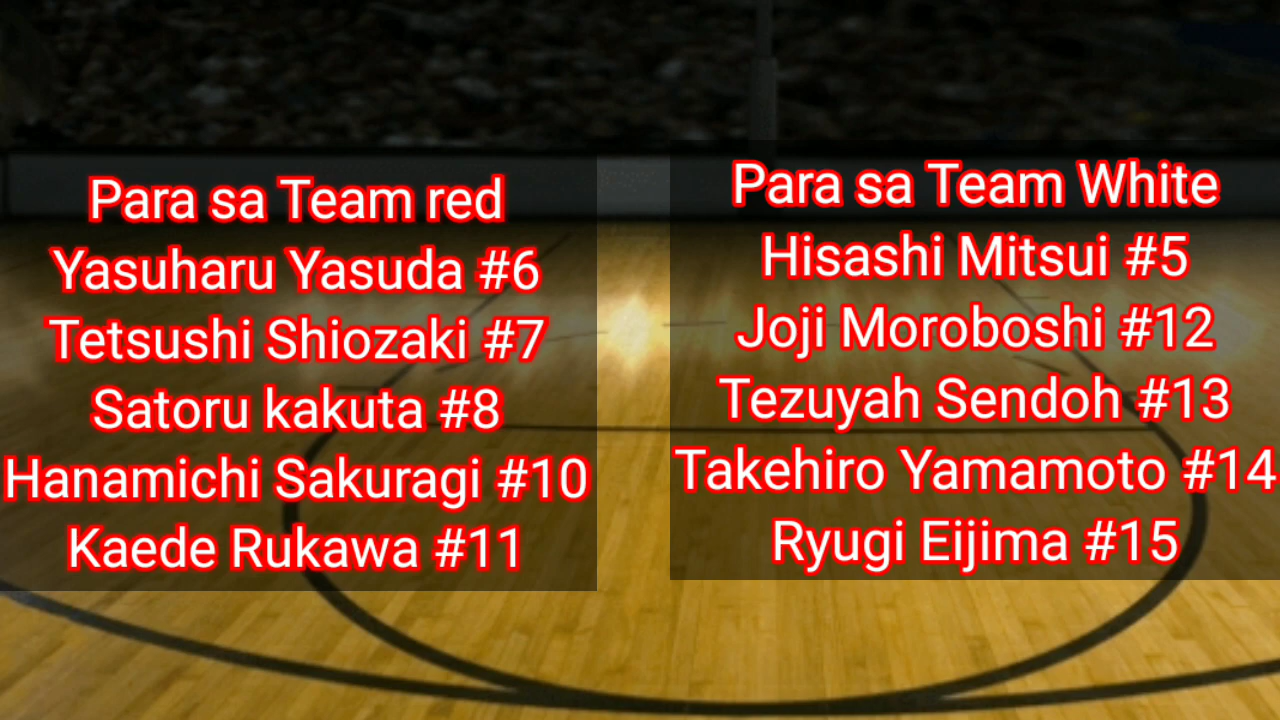 Para sa Team red
Yasuharu Yasuda #6
Tetsushi Shiozaki #7
Satoru kakuta #8
Hanamichi Sakuragi #10
Kaede Rukawa #11
Para sa Team White
Hisashi Mitsui #5
Joji Moroboshi #12
Tezuyah Sendoh #13
Takehiro Yamamoto #14
Ryugi Eijima #15